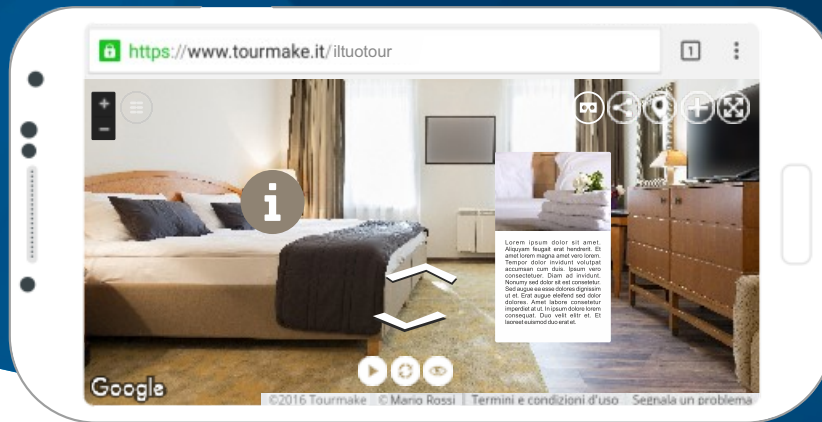 https://www.tourmake.it/iltuotour
1
+
−
i
Lorem ipsum dolor sit amet.
Aliquyam feugait erat hendrerit. Et
amet lorem magna amet vero lorem.
Tempor dolor invidunt volutpat
accumsan cum duis. Ipsum vero
consectetuer. Diam ad invidunt.
Nonumy sed dolor sit est consetetur.
Sed augue ea esse dolores dignissim
ut et. Erat augue eleifend sed dolor
dolores. Amet labore consetetur
imperdiet at ut. In ipsum dolore lorem
consequat. Duo velit elitr et. Et
laoreet euismod duo erat et.
Google
©2016 Tourmake © Mario Rossi | Termini e condizioni d'uso Segnala un problema